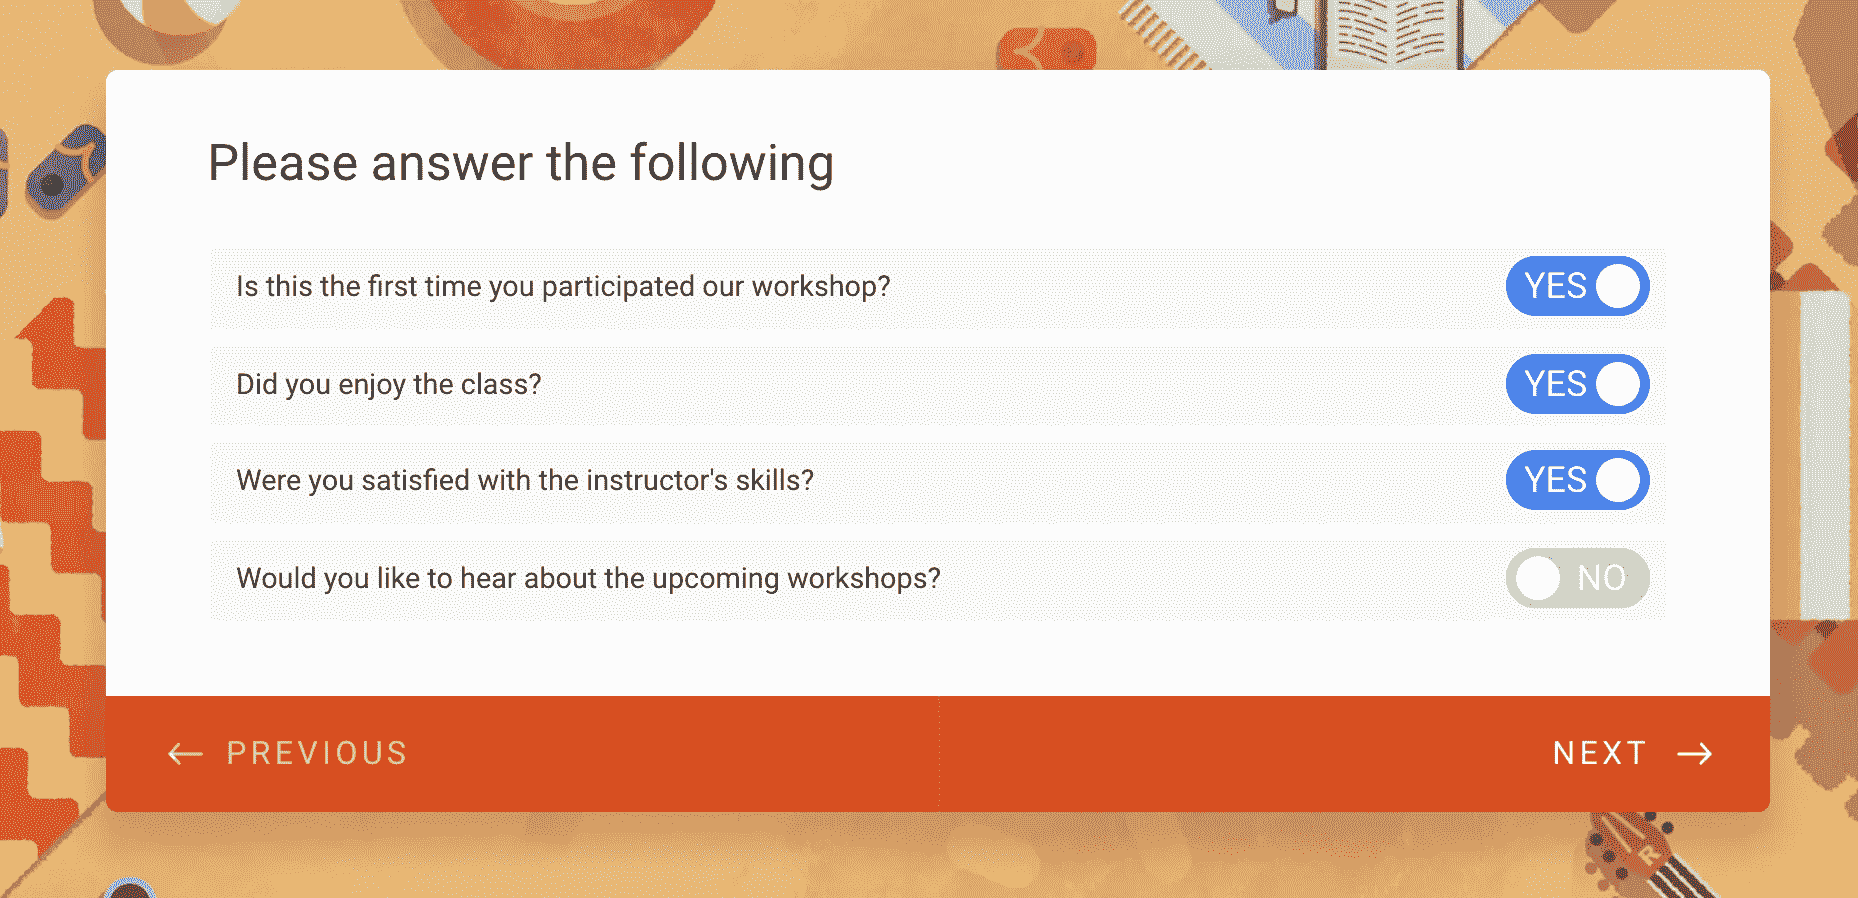 Please answer the following
Is this the first time you participated our workshop?
YES
Did you enjoy the class?
YES
Were you satisfied with the instructor's skills?
YES
Would you like to hear about the upcoming workshops?
NO
← PREVIOUS
NEXT →
R